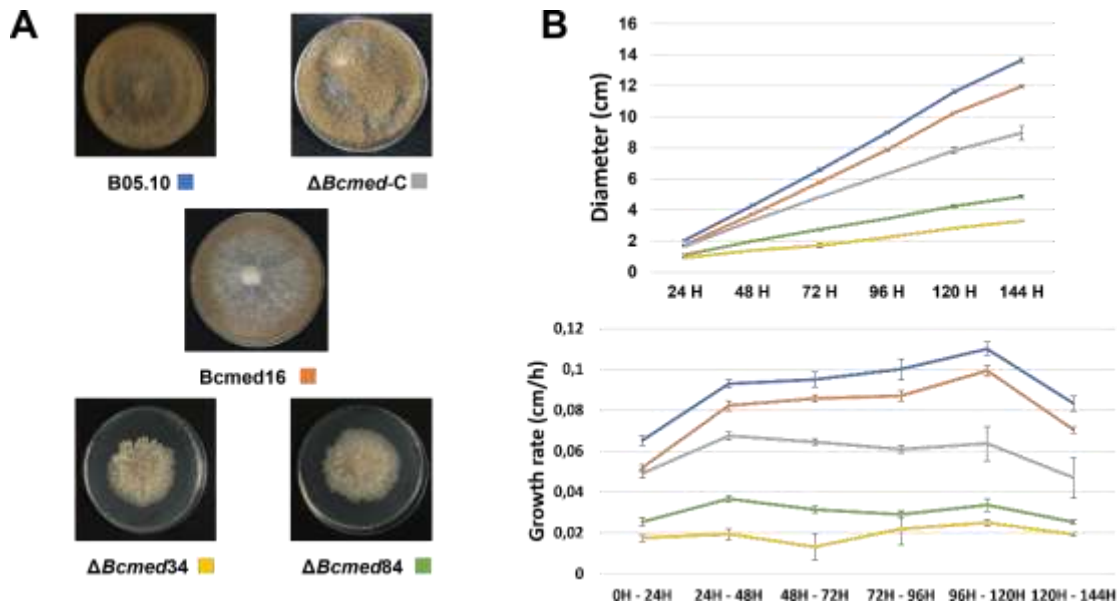 A
B05.10
ΔBcmed-C
Bcmed16
ΔBcmed34
ΔBcmed84
B
Diameter (cm)
16
14
12
10
8
6
4
2
0
24 H 48 H 72 H 96 H 120 H 144 H
Growth rate (cm/h)
0,12
0,1
0,08
0,06
0,04
0,02
0
0H - 24H 24H - 48H 48H - 72H 72H - 96H 96H - 120H 120H - 144H